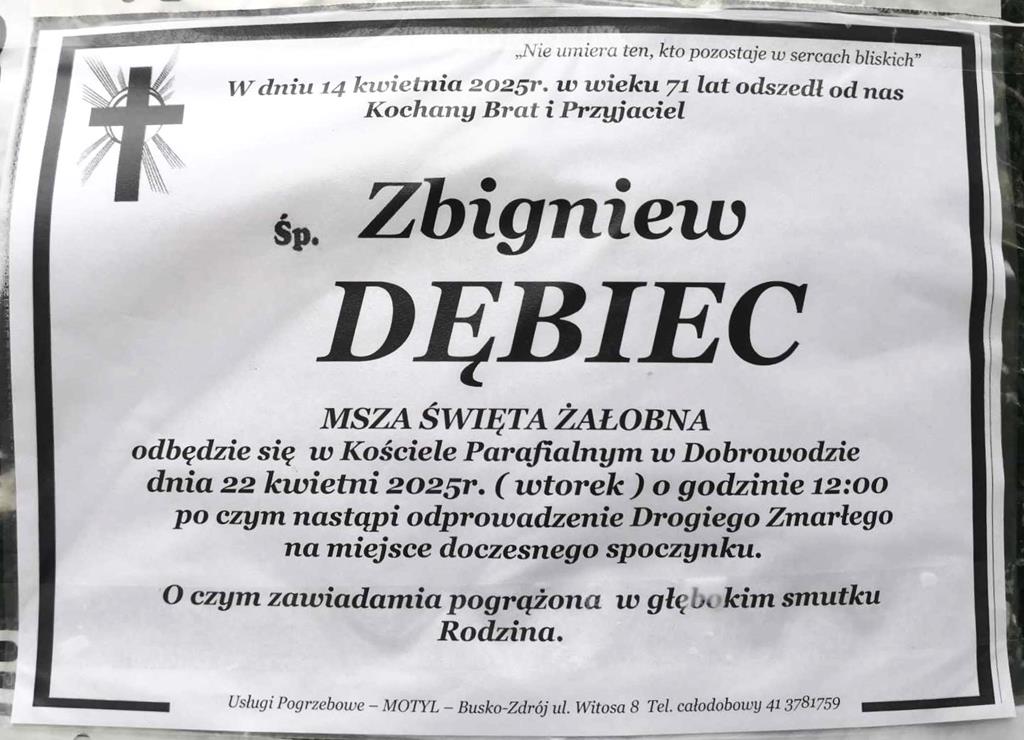 „Nie umiera ten, kto pozostaje w sercach bliskich”
W dniu 14 kwietnia 2025r. w wieku 71 lat odszedł od nas
Kochany Brat i Przyjaciel
Śp. Zbigniew
DĘBIEC
MSZA ŚWIĘTA ŻAŁOBNA
odbędzie się w Kościele Parafialnym w Dobrowodzie
dnia 22 kwietni 2025r. ( wtorek ) o godzinie 12:00
po czym nastąpi odprowadzenie Drogiego Zmarłego
na miejsce doczesnego spoczynku.
O czym zawiadamia pogrążona w głębokim smutku
Rodzina.
Usługi Pogrzebowe – MOTYL – Busko-Zdrój ul. Witosa 8 Tel. całodobowy 41 3781759